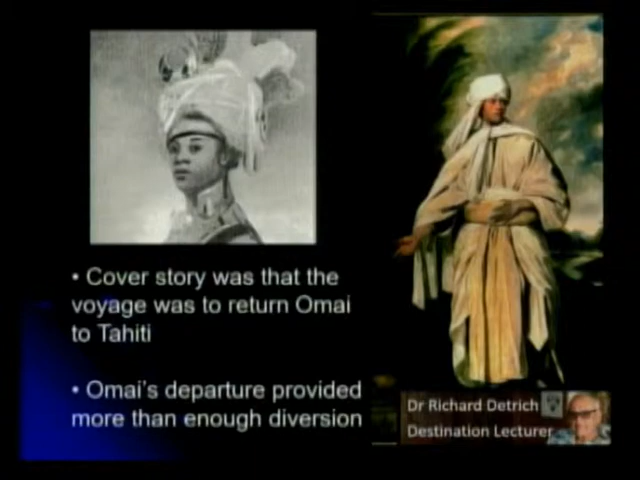 • Cover story was that the
voyage was to return Omai
to Tahiti
• Omai's departure provided
more than enough diversion
Dr Richard Detrich
Destination Lecturer